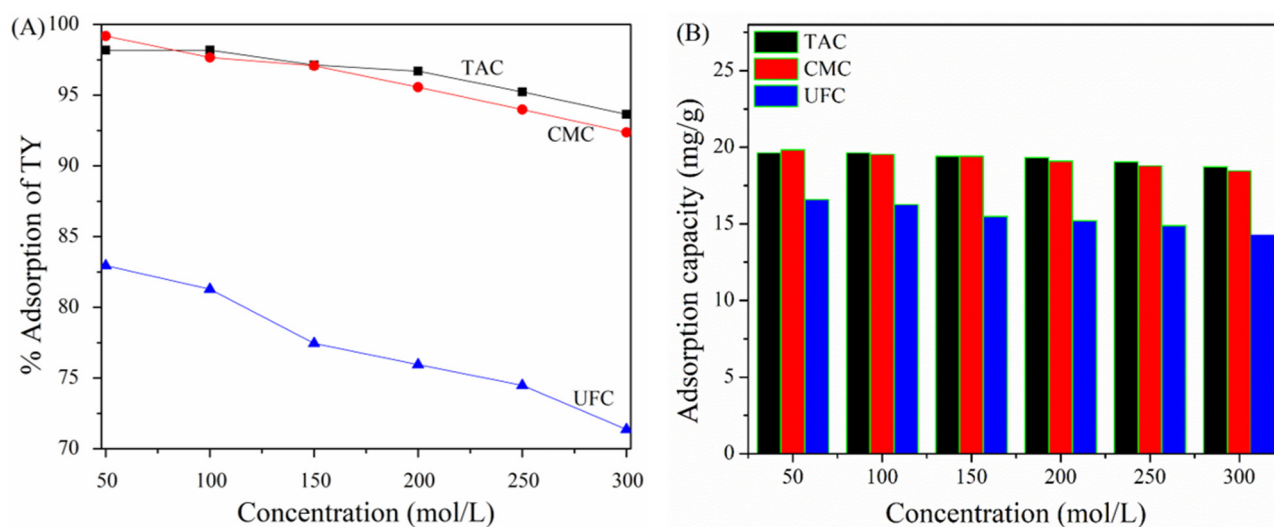 (A)
100
95
90
85
80
75
70
% Adsorption of TY
TAC
CMC
UFC
50 100 150 200 250 300
Concentration (mol/L)
(B)
TAC
CMC
UFC
25
20
15
10
5
0
Adsorption capacity (mg/g)
50 100 150 200 250 300
Concentration (mol/L)